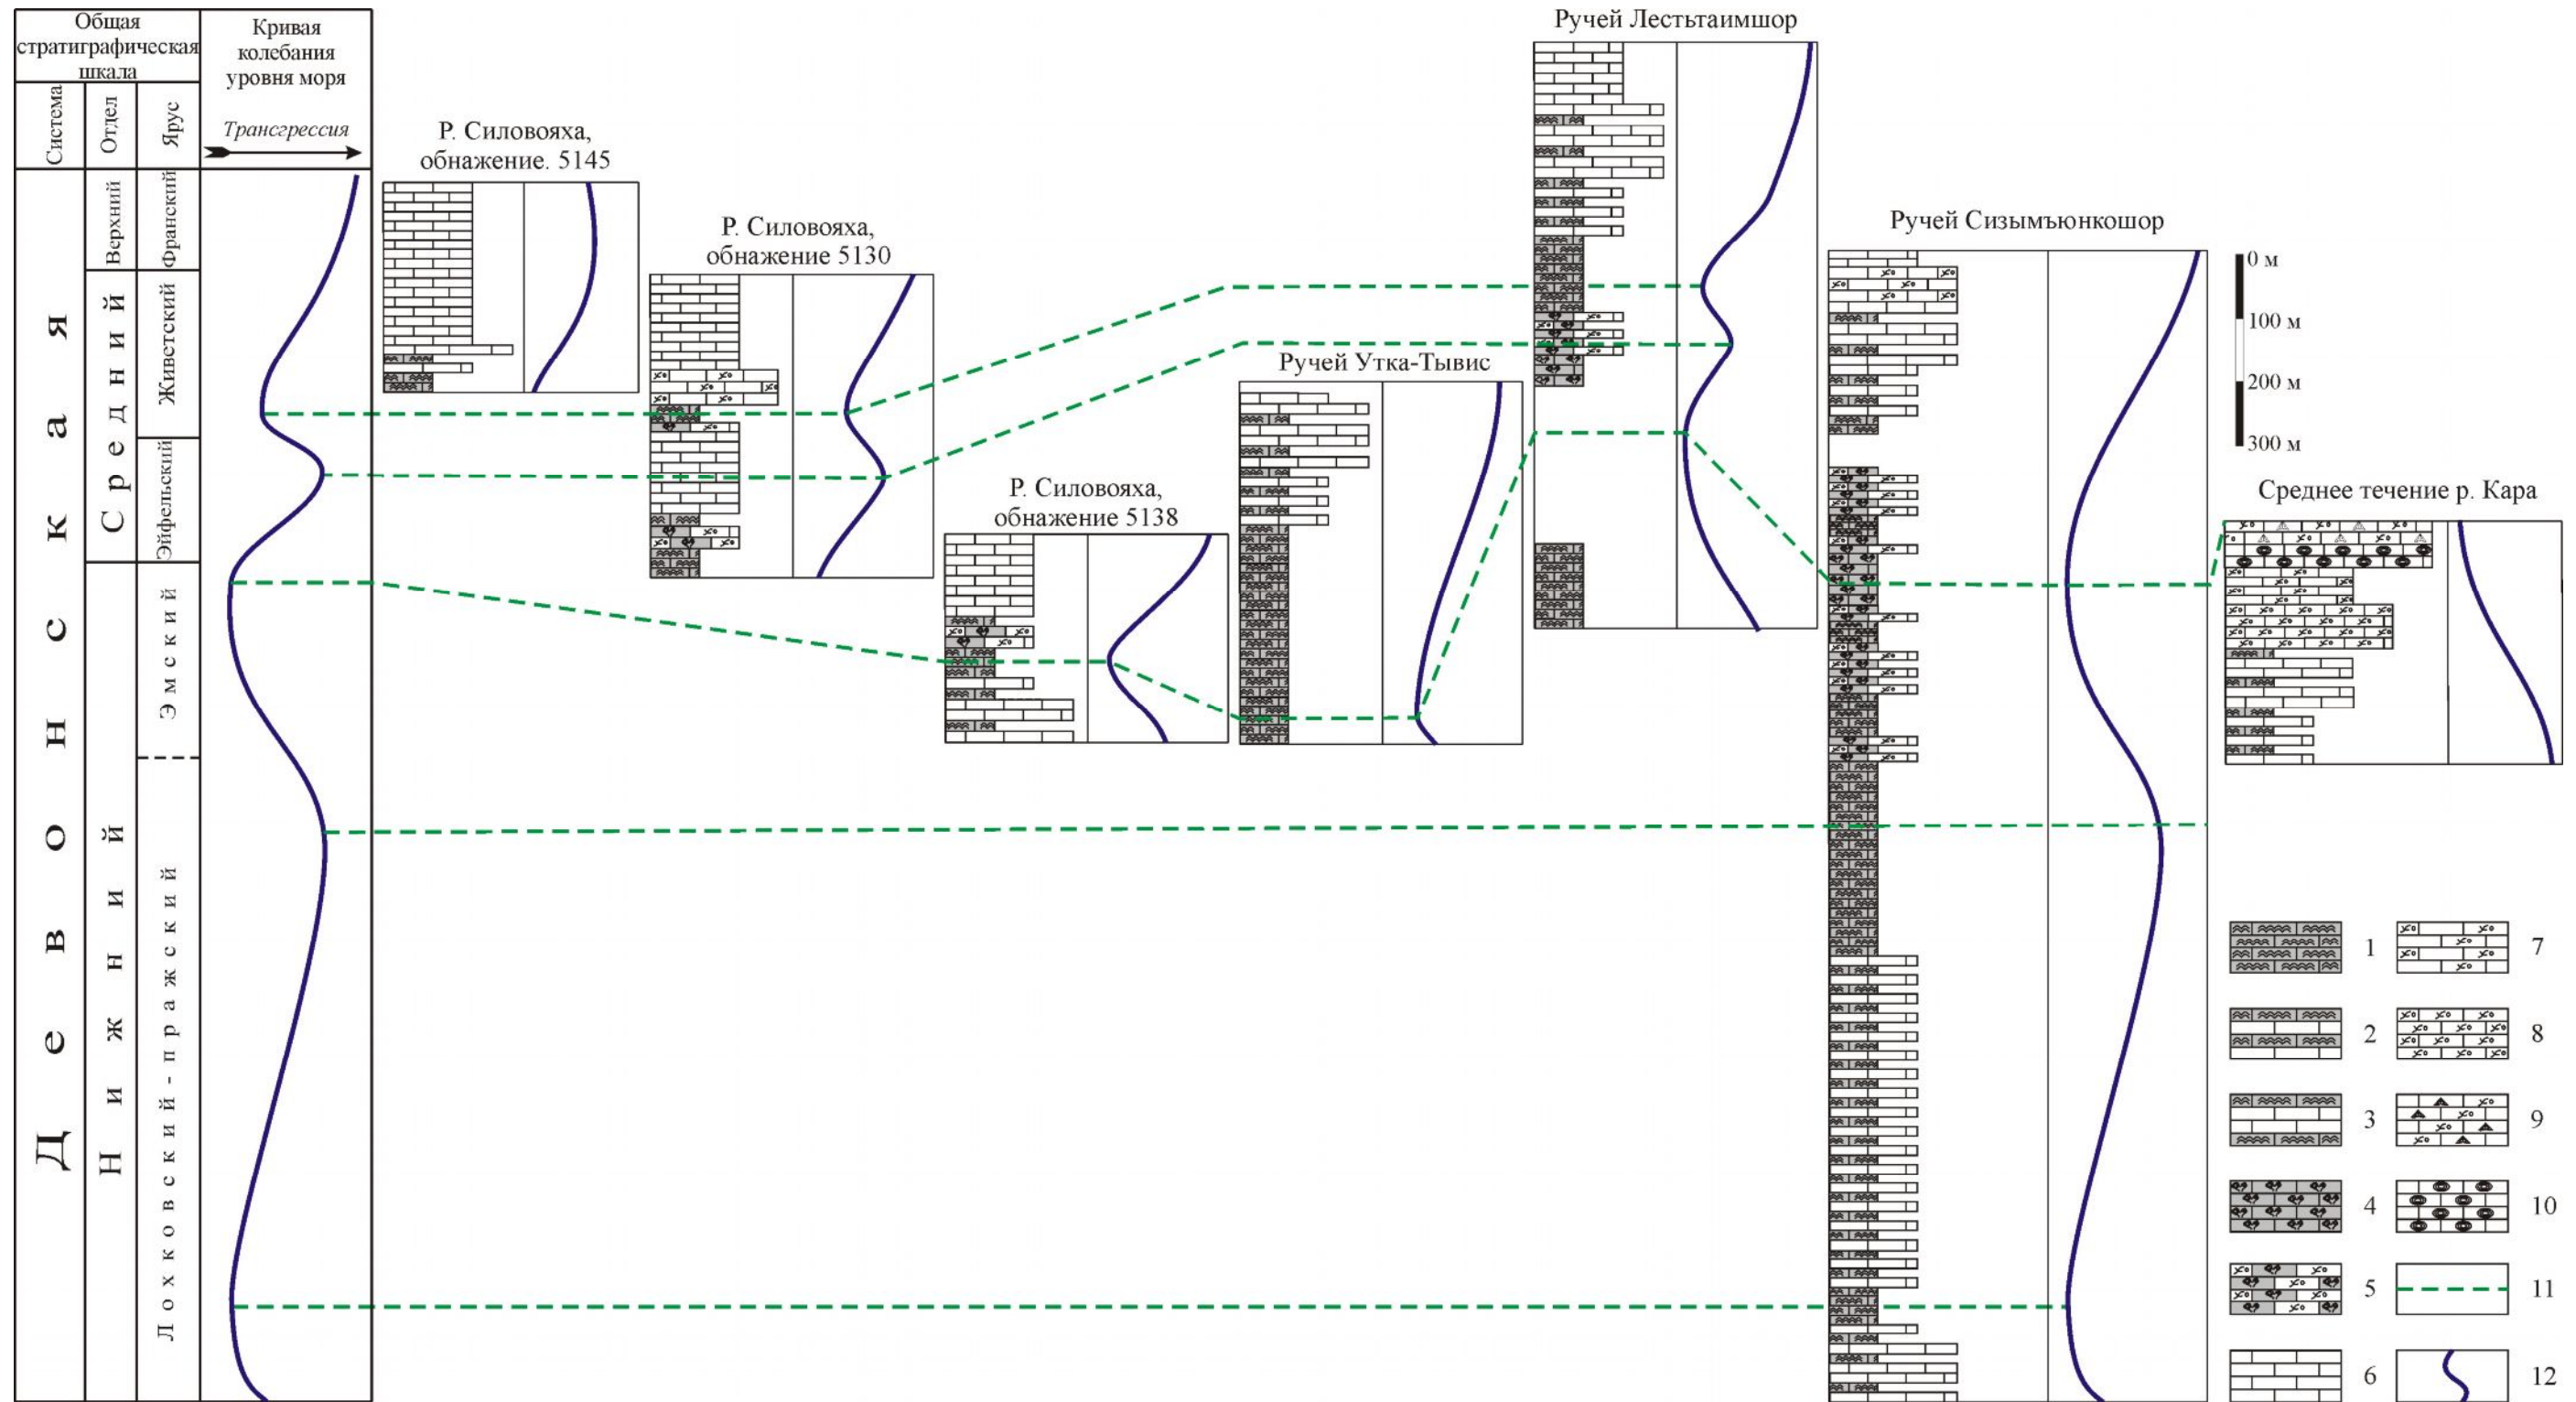 Общая
стратиграфическая
шкала
Система
Отдел
Ярус
Кривая
колебания
уровня моря
Трансгрессия
Девонская
Верхний
Средний
Нижний
Франский
Живетский
Эйфельский
Эмский
Лохковский-пражский
Р. Силовояха,
обнажение. 5145
Р. Силовояха,
обнажение 5130
Р. Силовояха,
обнажение 5138
Ручей Утка-Тывис
Ручей Лестьтаимшор
Ручей Сизымъюнкошор
Среднее течение р. Кара
0 м
100 м
200 м
300 м
1
2
3
4
5
6
7
8
9
10
11
12